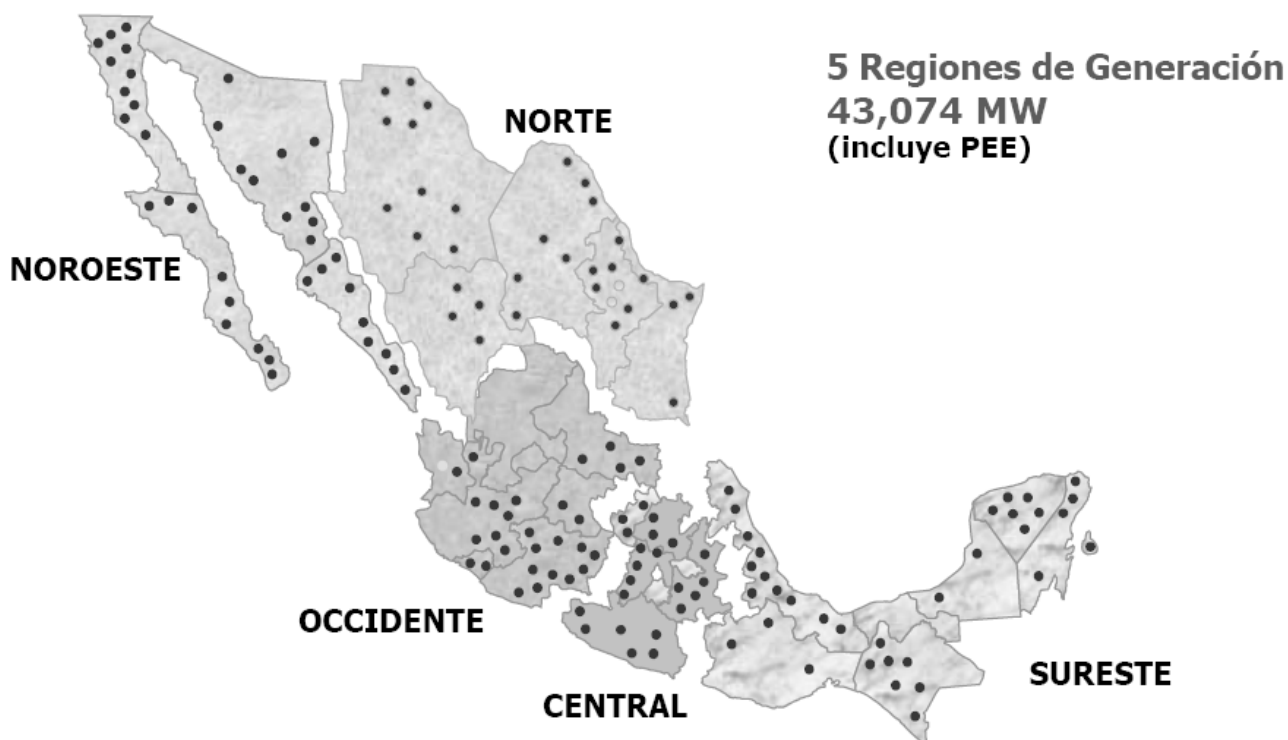 5 Regiones de Generación
43,074 MW
(incluye PEE)
NORTE
NOROESTE
OCCIDENTE
SURESTE
CENTRAL